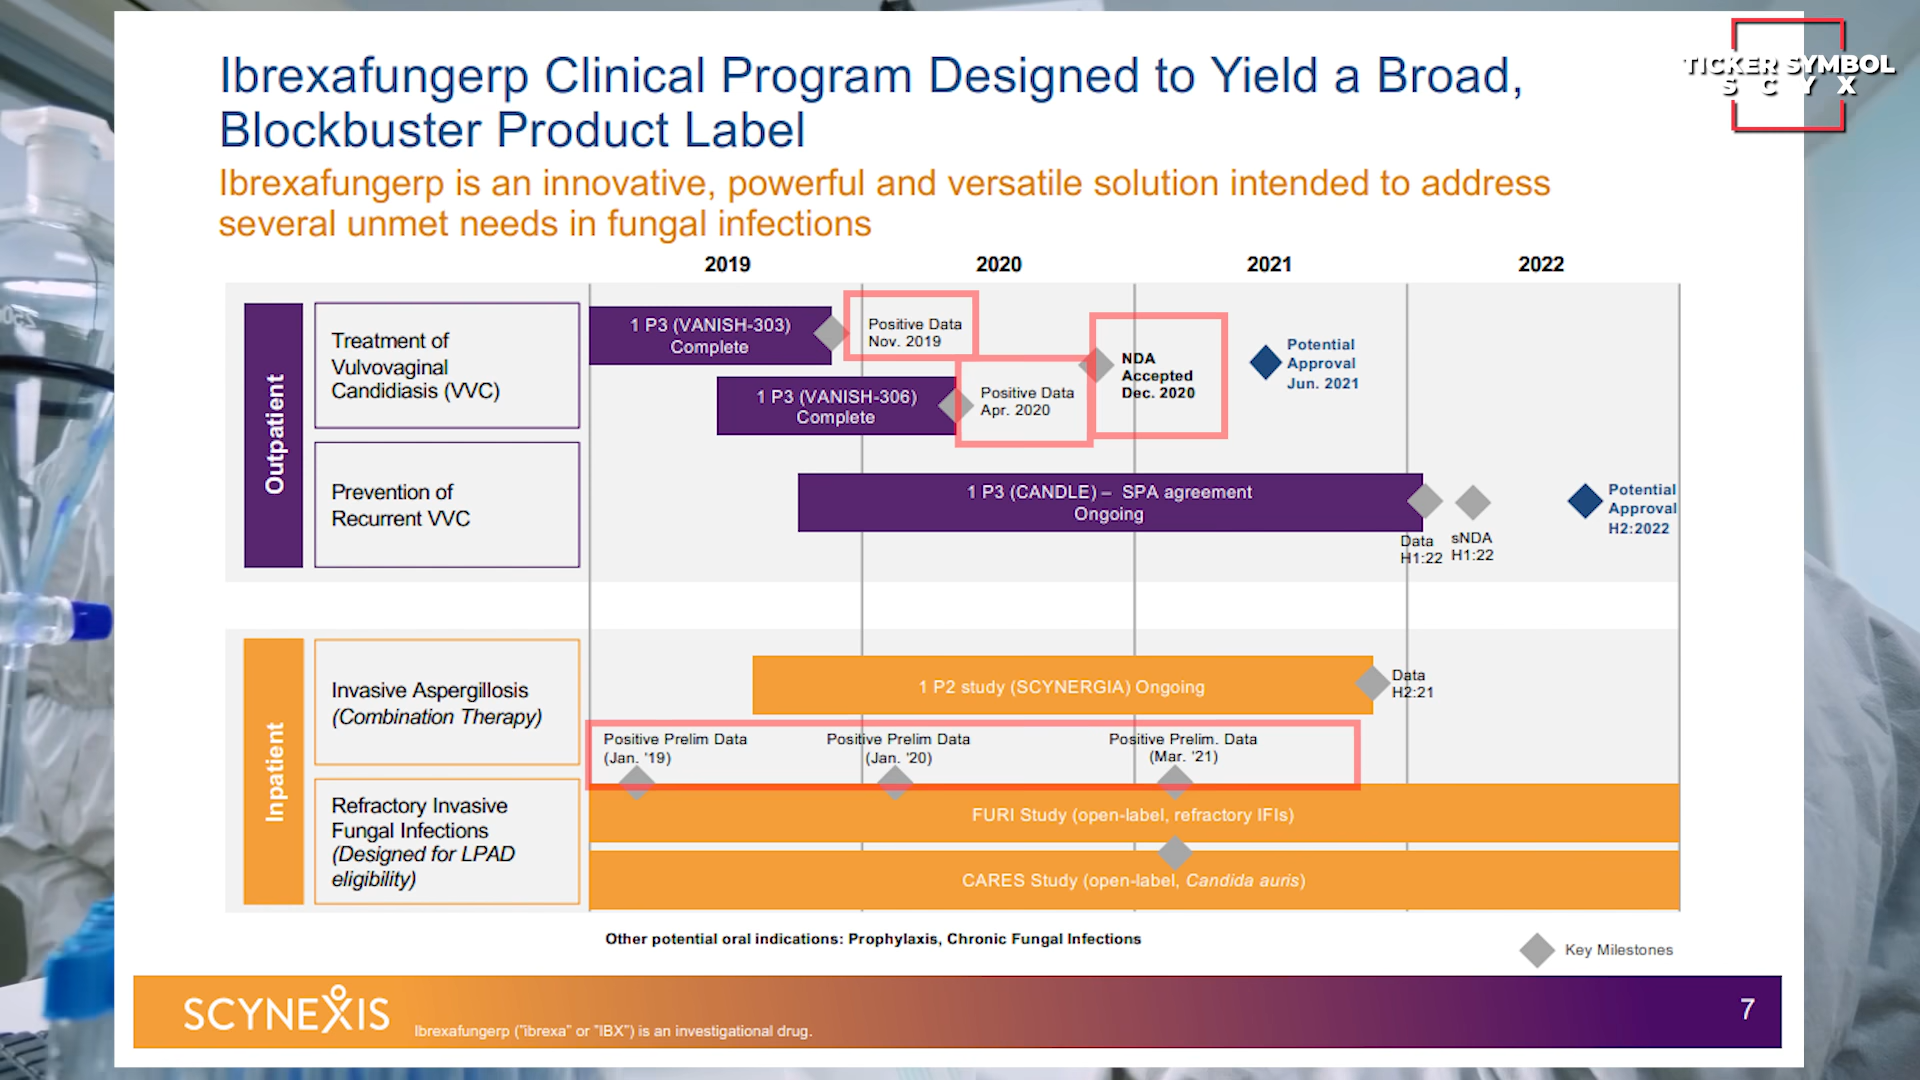 TICKER SYMBOL
S C Y X
Ibrexafungerp Clinical Program Designed to Yield a Broad,
Blockbuster Product Label
Ibrexafungerp is an innovative, powerful and versatile solution intended to address
several unmet needs in fungal infections
2019 2020 2021 2022
Outpatient
Treatment of
Vulvovaginal
Candidiasis (VVC)
1 P3 (VANISH-303)
Complete
Positive Data
Nov. 2019
1 P3 (VANISH-306)
Complete
Positive Data
Apr. 2020
NDA
Accepted
Dec. 2020
Potential
Approval
Jun. 2021
Prevention of
Recurrent VVC
1 P3 (CANDLE) – SPA agreement
Ongoing
Data
H1:22
sNDA
H1:22
Potential
Approval
H2:2022
Inpatient
Invasive Aspergillosis
(Combination Therapy)
1 P2 study (SCYNERGIA) Ongoing
Data
H2:21
Positive Prelim Data
(Jan. '19)
Positive Prelim Data
(Jan. '20)
Positive Prelim. Data
(Mar. '21)
Refractory Invasive
Fungal Infections
(Designed for LPAD
eligibility)
FURI Study (open-label, refractory IFIs)
CARES Study (open-label, Candida auris)
Other potential oral indications: Prophylaxis, Chronic Fungal Infections
Key Milestones
SCYNEXIS
Ibrexafungerp ("ibrexa" or "IBX") is an investigational drug.
7